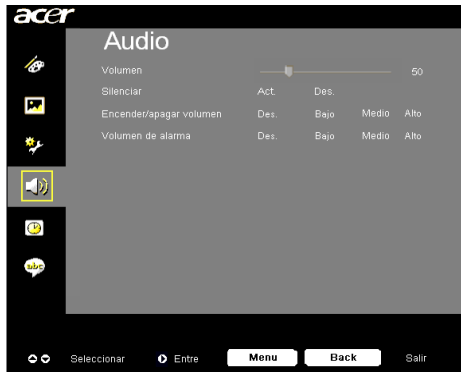 acer
Audio
Volumen 50
Silenciar Act. Des.
Encender/apagar volumen Des. Bajo Medio Alto
Volumen de alarma Des. Bajo Medio Alto
abc
Seleccionar Entre Menu Back Salir